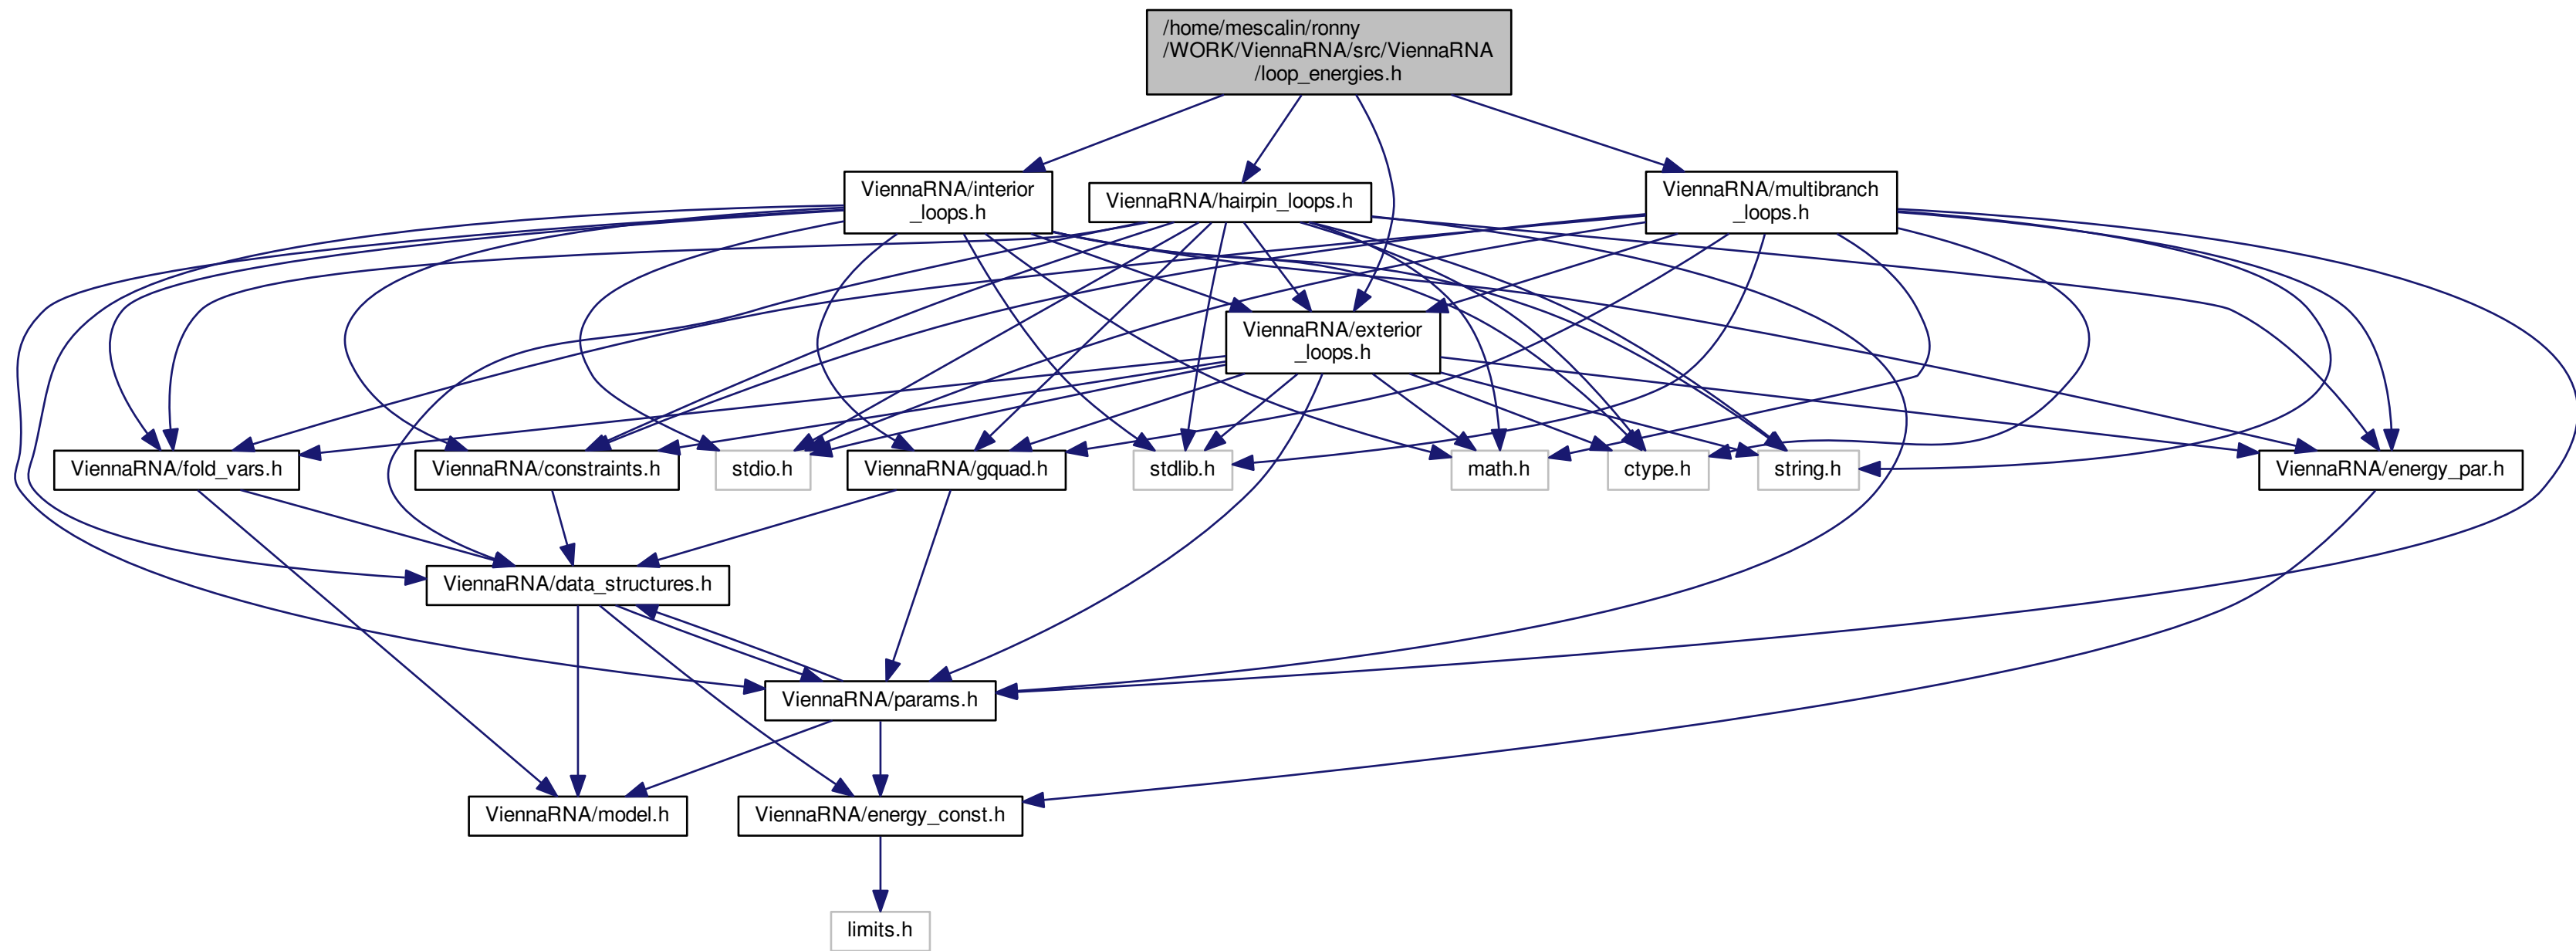 /home/mescalin/ronny
/WORK/ViennaRNA/src/ViennaRNA
/loop_energies.h
ViennaRNA/interior
_loops.h
ViennaRNA/hairpin_loops.h
ViennaRNA/multibranch
_loops.h
ViennaRNA/exterior
_loops.h
ViennaRNA/fold_vars.h
ViennaRNA/constraints.h
stdio.h
ViennaRNA/gquad.h
stdlib.h
math.h
ctype.h
string.h
ViennaRNA/energy_par.h
ViennaRNA/data_structures.h
ViennaRNA/params.h
ViennaRNA/model.h
ViennaRNA/energy_const.h
limits.h